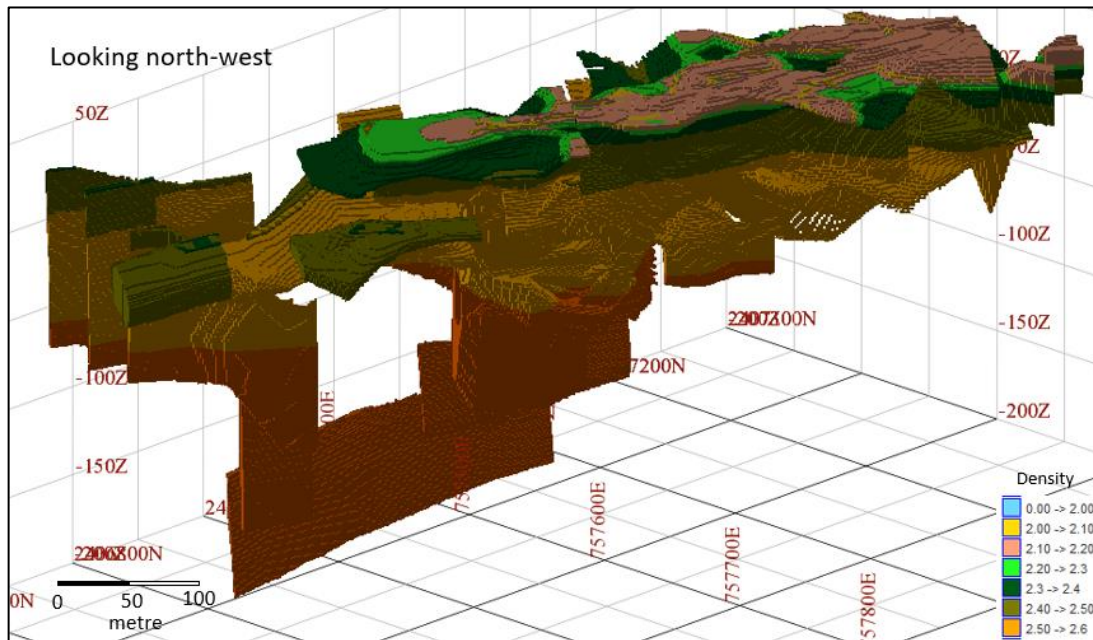 Looking north-west
50Z
-100Z
-150Z
-100Z
-150Z
-200Z
7200N
757600E
757700E
757800E
0N
0 50 100
metre
Density
0.00 -> 2.00
2.00 -> 2.10
2.10 -> 2.20
2.20 -> 2.3
2.3 -> 2.4
2.40 -> 2.50
2.50 -> 2.6